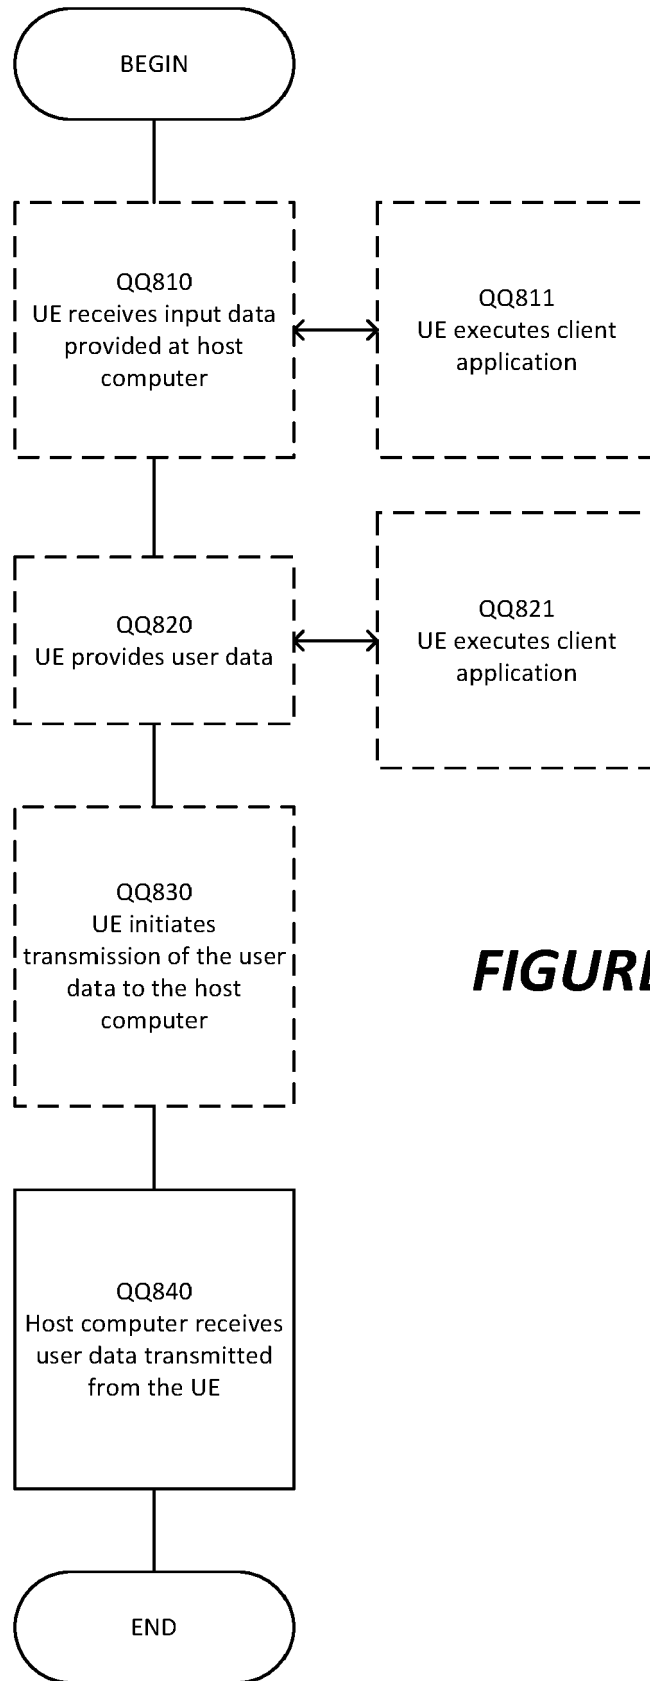 BEGIN
QQ810
UE receives input data
provided at host
computer
QQ811
UE executes client
application
QQ820
UE provides user data
QQ821
UE executes client
application
QQ830
UE initiates
transmission of the user
data to the host
computer
FIGURE
QQ840
Host computer receives
user data transmitted
from the UE
END